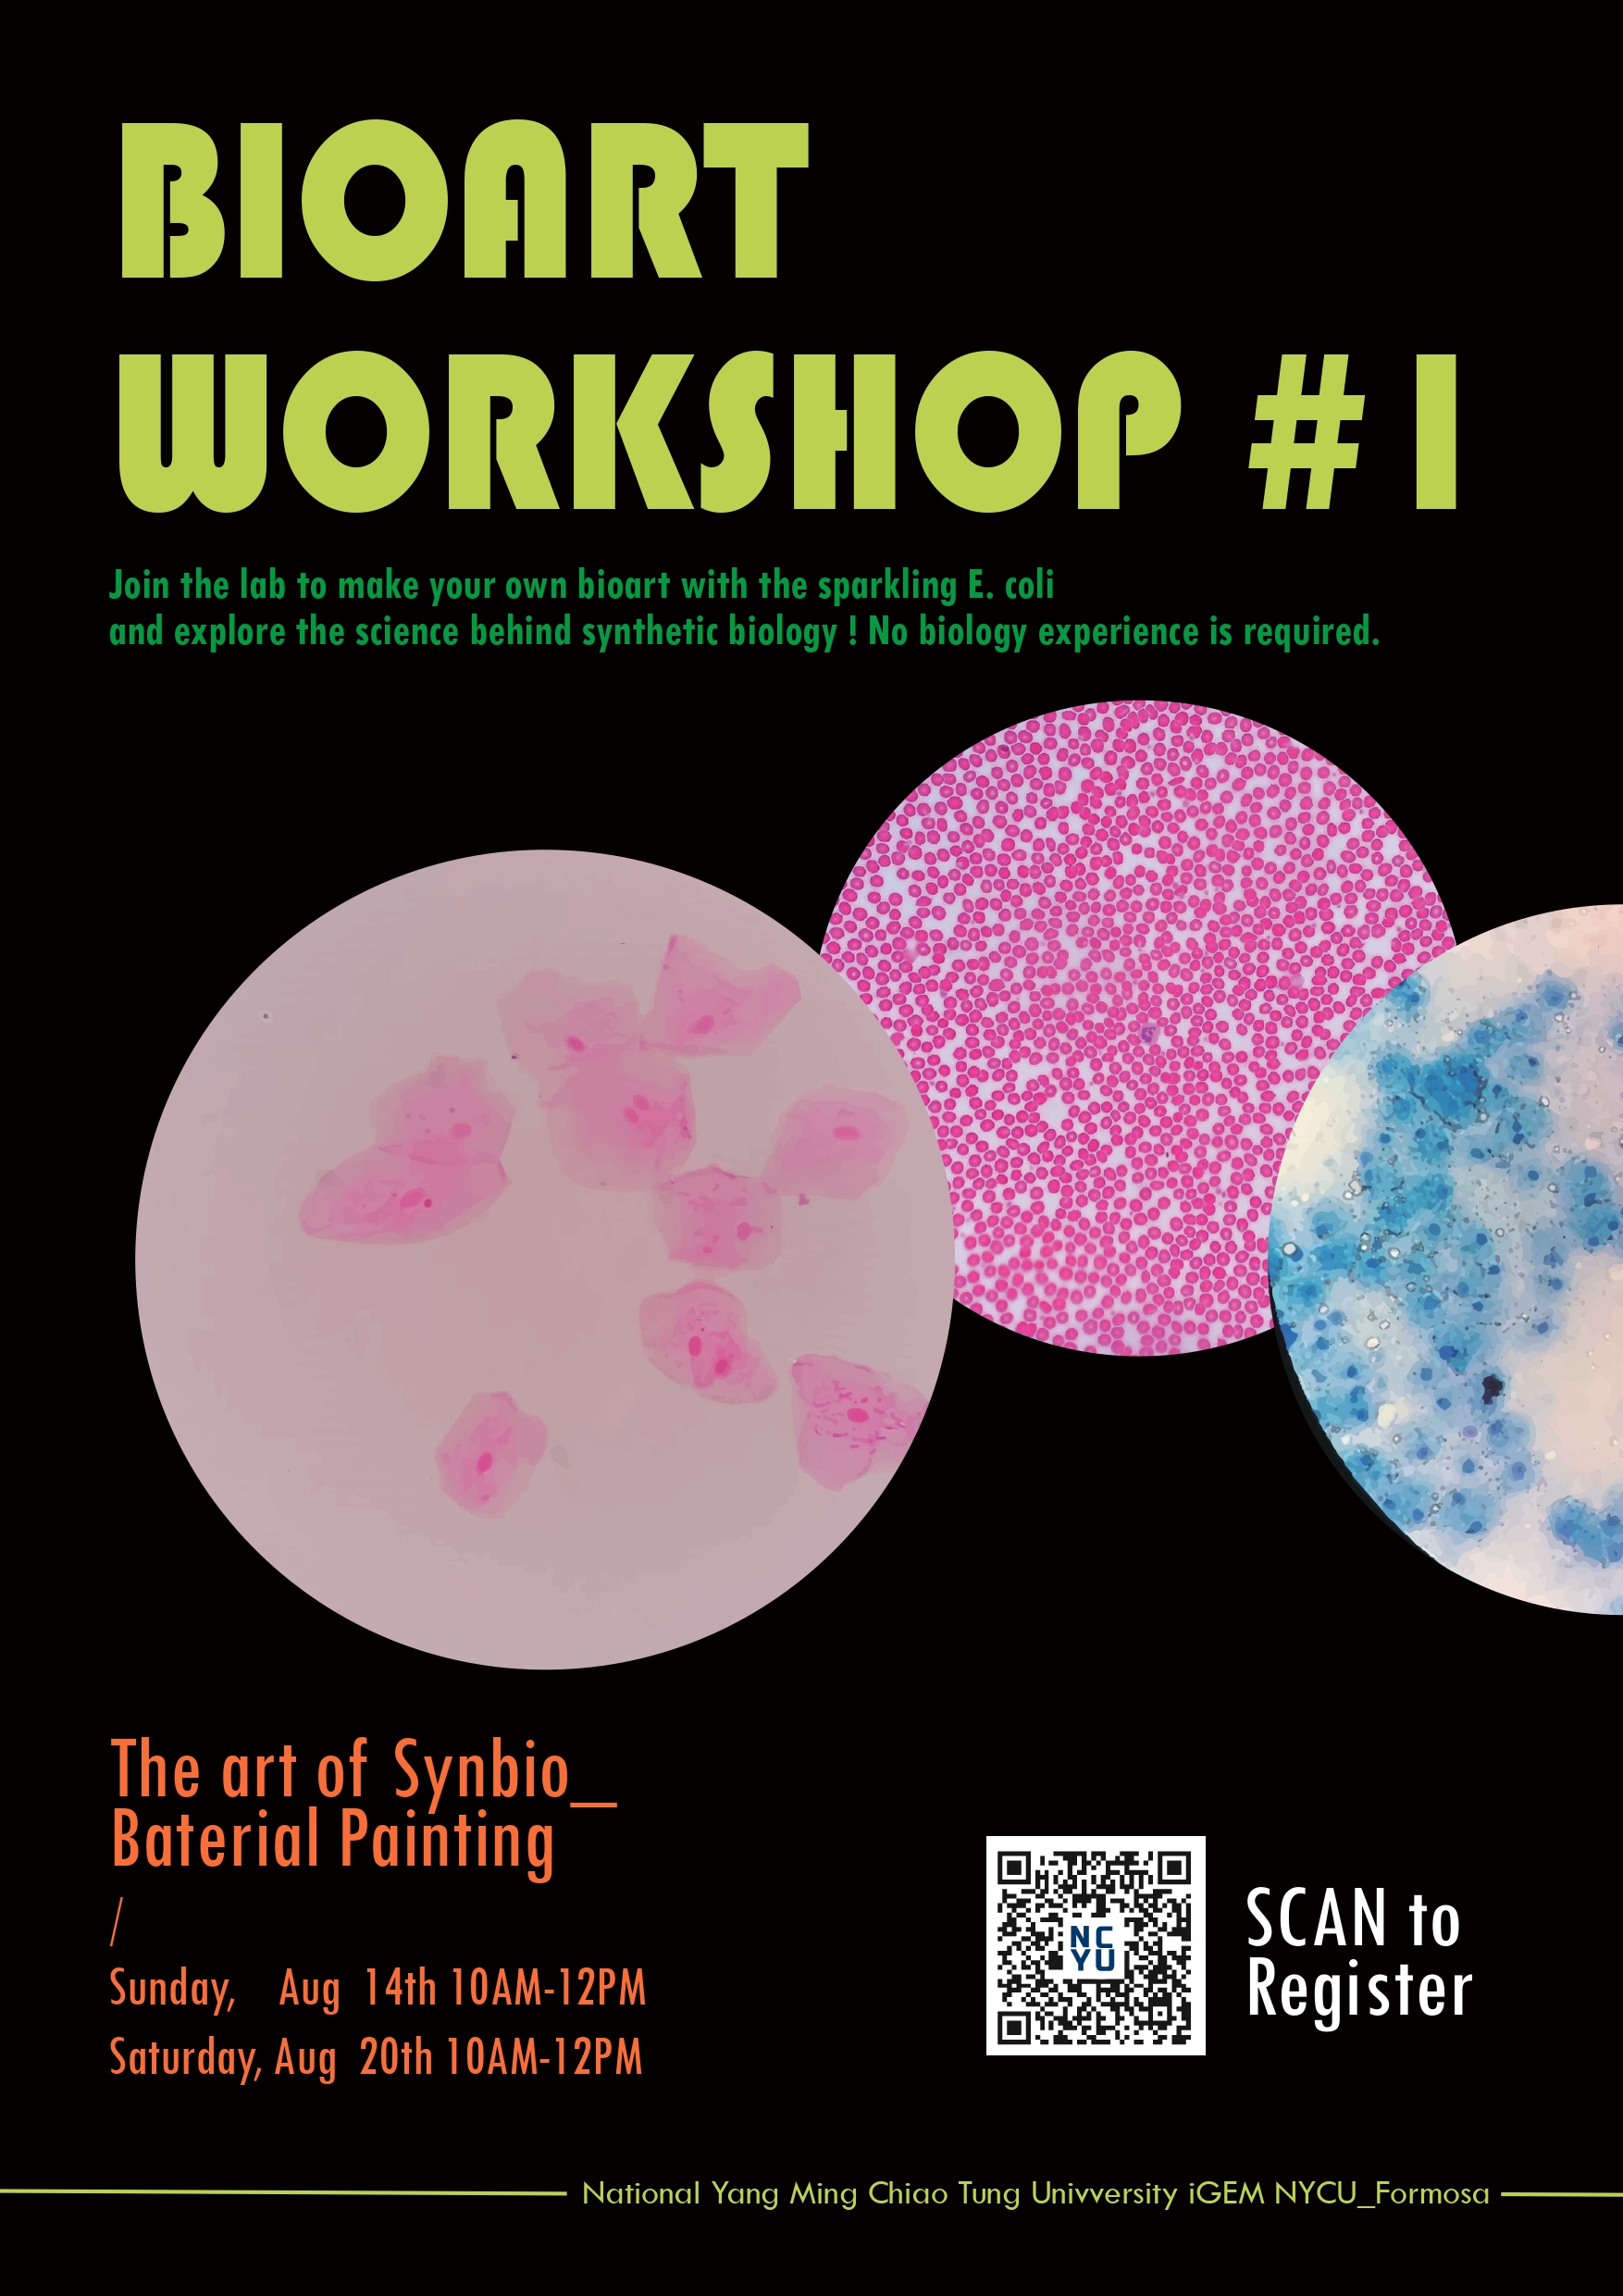 BIOART
WORKSHOP #1
Join the lab to make your own bioart with the sparkling E. coli
and explore the science behind synthetic biology ! No biology experience is required.
The art of Synbio_
Baterial Painting
/
Sunday, Aug 14th 10AM-12PM
Saturday, Aug 20th 10AM-12PM
NC
YU
SCAN to
Register
National Yang Ming Chiao Tung Univversity iGEM NYCU_Formosa